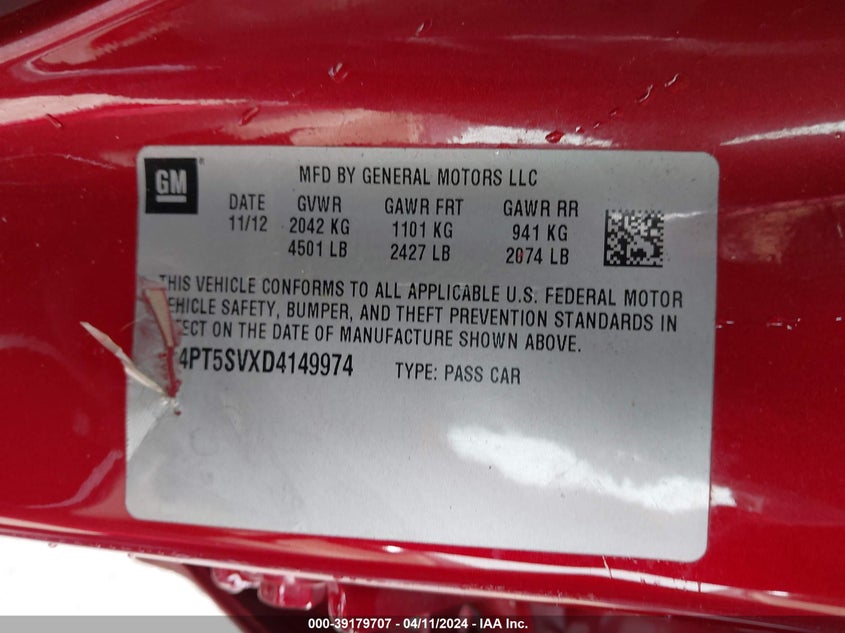 GM
MFD BY GENERAL MOTORS LLC
DATE GVWR GAWR FRT GAWR RR
11/12 2042 KG 1101 KG 941 KG
4501 LB 2427 LB 2074 LB
THIS VEHICLE CONFORMS TO ALL APPLICABLE U.S. FEDERAL MOTOR
VEHICLE SAFETY, BUMPER, AND THEFT PREVENTION STANDARDS IN
EFFECT ON THE DATE OF MANUFACTURE SHOWN ABOVE.
4PT5SVXD4149974 TYPE: PASS CAR
000-39179707 - 04/11/2024 - IAAI.com